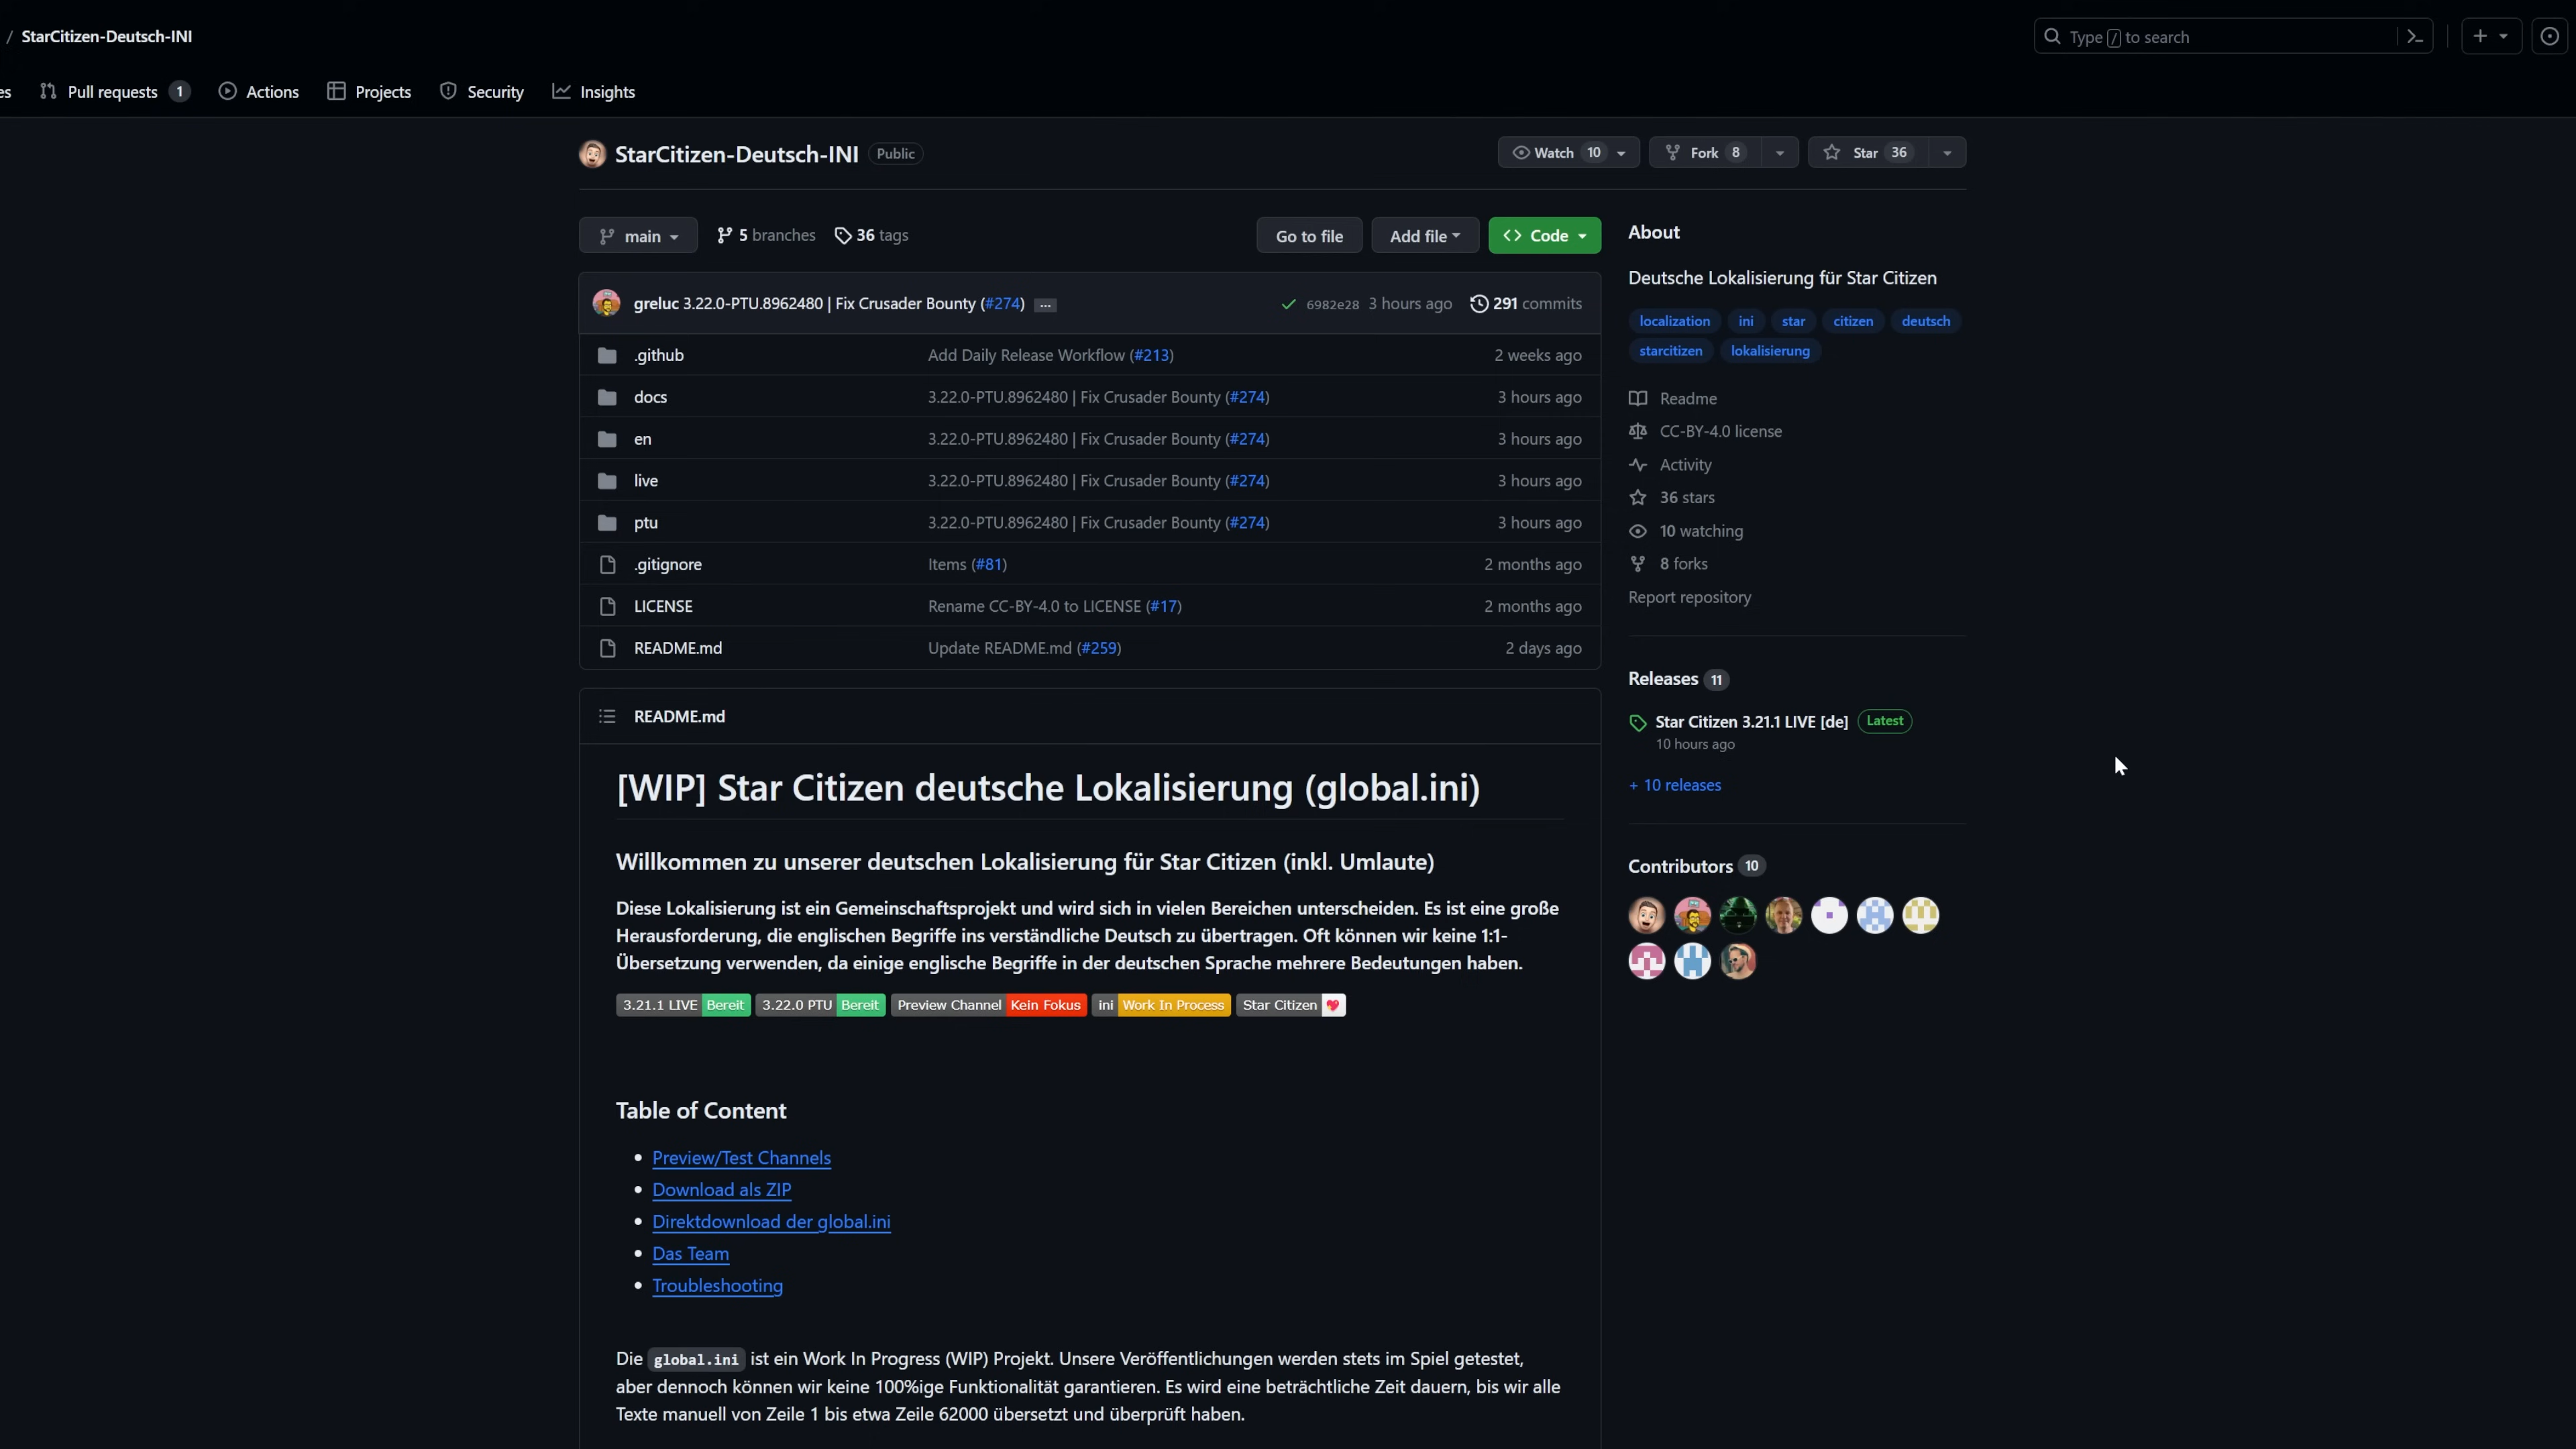 / StarCitizen-Deutsch-INI
Type / to search
es Pull requests 1 Actions Projects Security Insights
StarCitizen-Deutsch-INI Public
Watch 10 Fork 8 Star 36
main 5 branches 36 tags Go to file Add file Code
greluc 3.22.0-PTU.8962480 | Fix Crusader Bounty (#274) ... 6982e28 3 hours ago 291 commits
.github Add Daily Release Workflow (#213) 2 weeks ago
docs 3.22.0-PTU.8962480 | Fix Crusader Bounty (#274) 3 hours ago
en 3.22.0-PTU.8962480 | Fix Crusader Bounty (#274) 3 hours ago
live 3.22.0-PTU.8962480 | Fix Crusader Bounty (#274) 3 hours ago
ptu 3.22.0-PTU.8962480 | Fix Crusader Bounty (#274) 3 hours ago
.gitignore Items (#81) 2 months ago
LICENSE Rename CC-BY-4.0 to LICENSE (#17) 2 months ago
README.md Update README.md (#259) 2 days ago
README.md
[WIP] Star Citizen deutsche Lokalisierung (global.ini)
Willkommen zu unserer deutschen Lokalisierung für Star Citizen (inkl. Umlaute)
Diese Lokalisierung ist ein Gemeinschaftsprojekt und wird sich in vielen Bereichen unterscheiden. Es ist eine große
Herausforderung, die englischen Begriffe ins verständliche Deutsch zu übertragen. Oft können wir keine 1:1-
Übersetzung verwenden, da einige englische Begriffe in der deutschen Sprache mehrere Bedeutungen haben.
3.21.1 LIVE Bereit 3.22.0 PTU Bereit Preview Channel Kein Fokus ini Work In Process Star Citizen
Table of Content
Preview/Test Channels
Download als ZIP
Direktdownload der global.ini
Das Team
Troubleshooting
Die global.ini ist ein Work In Progress (WIP) Projekt. Unsere Veröffentlichungen werden stets im Spiel getestet,
aber dennoch können wir keine 100%ige Funktionalität garantieren. Es wird eine beträchtliche Zeit dauern, bis wir alle
Texte manuell von Zeile 1 bis etwa Zeile 62000 übersetzt und überprüft haben.
About
Deutsche Lokalisierung für Star Citizen
localization ini star citizen deutsch
starcitizen lokalisierung
Readme
CC-BY-4.0 license
Activity
36 stars
10 watching
8 forks
Report repository
Releases 11
Star Citizen 3.21.1 LIVE [de] Latest
10 hours ago
+ 10 releases
Contributors 10